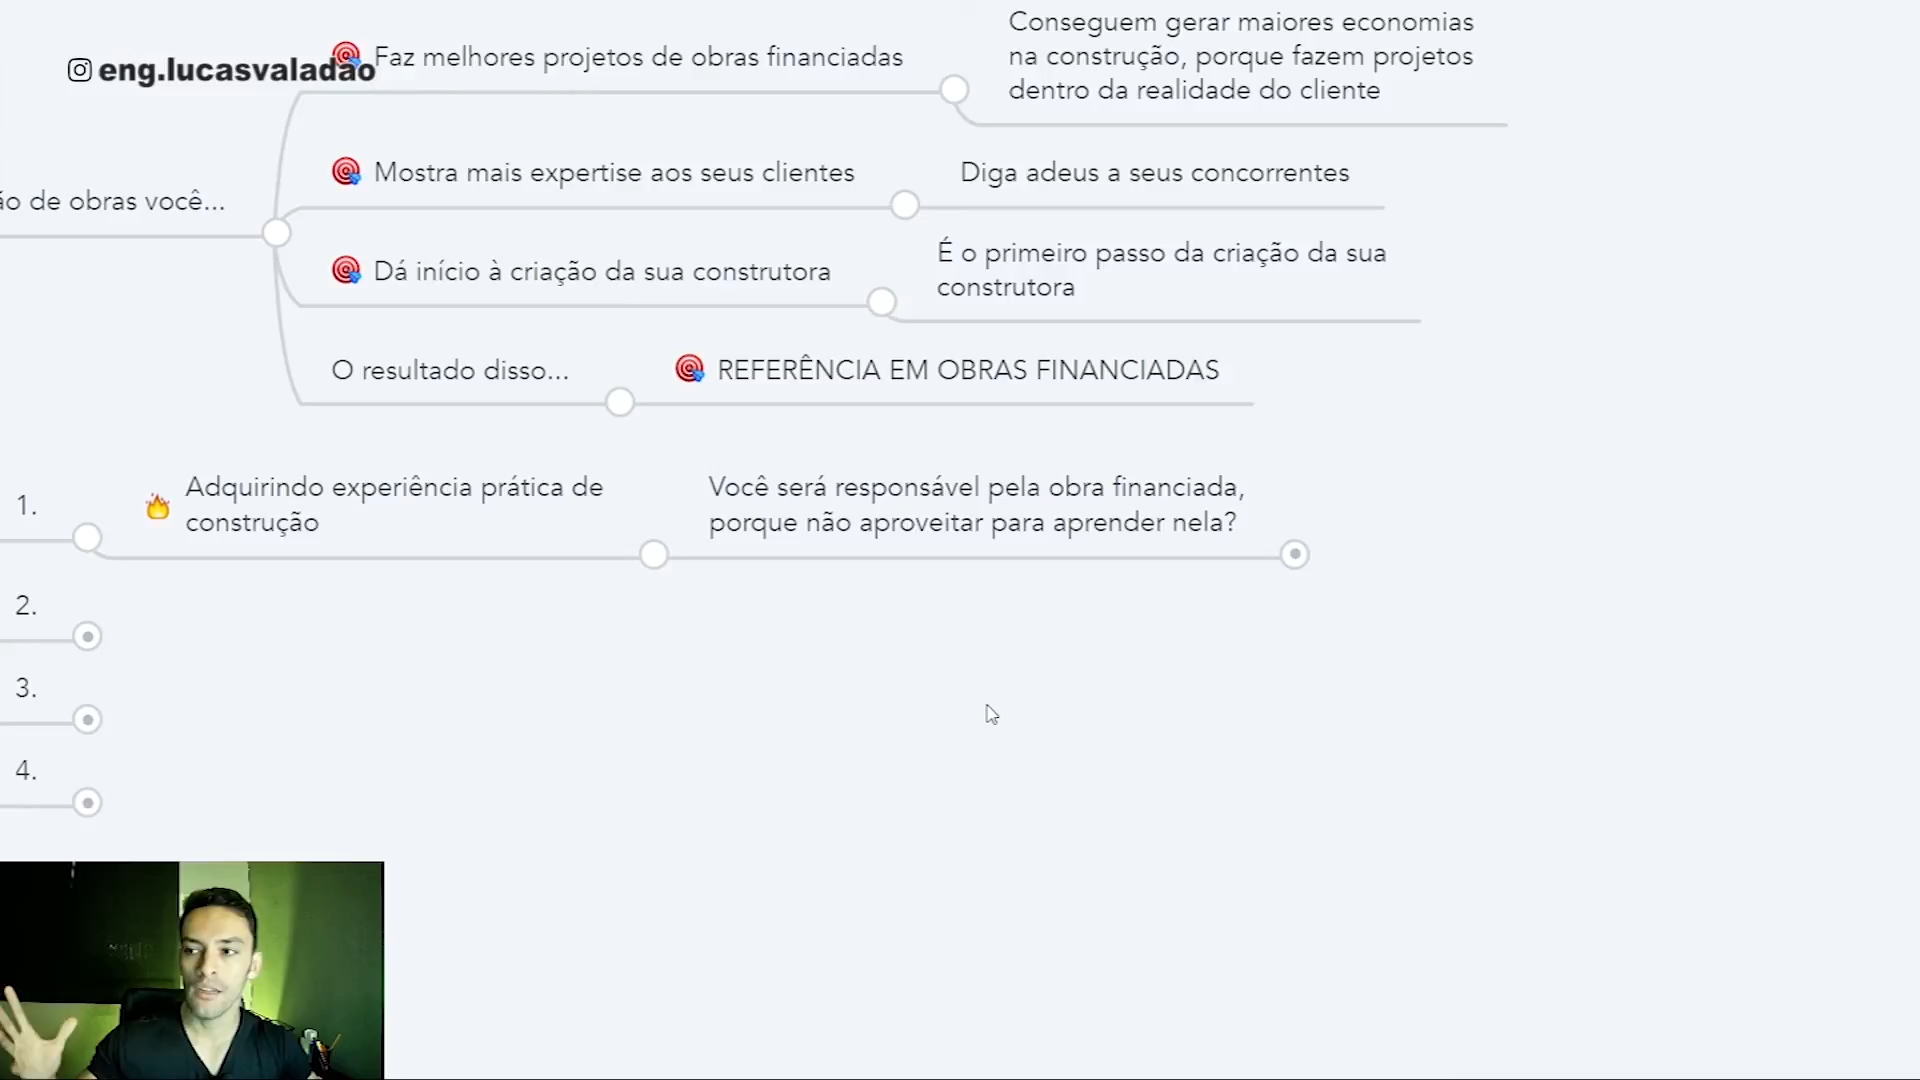 Conseguem gerar maiores economias
na construção, porque fazem projetos
dentro da realidade do cliente
Faz melhores projetos de obras financiadas
eng.lucasvaladao
Mostra mais expertise aos seus clientes
Diga adeus a seus concorrentes
ão de obras você...
Dá início à criação da sua construtora
É o primeiro passo da criação da sua
construtora
O resultado disso...
REFERÊNCIA EM OBRAS FINANCIADAS
1.
Adquirindo experiência prática de
construção
Você será responsável pela obra financiada,
porque não aproveitar para aprender nela?
2.
3.
4.